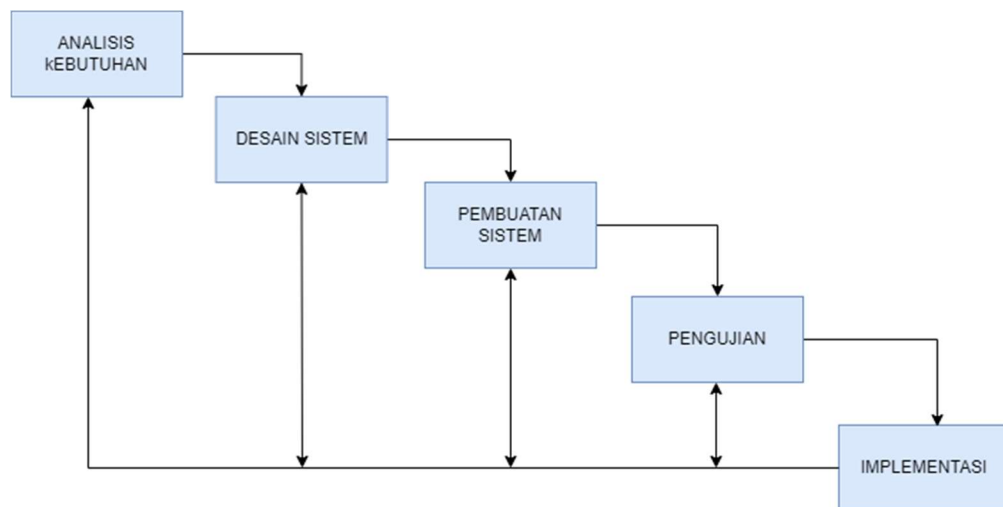 ANALISIS
kEBUTUHAN
DESAIN SISTEM
PEMBUATAN
SISTEM
PENGUJIAN
IMPLEMENTASI